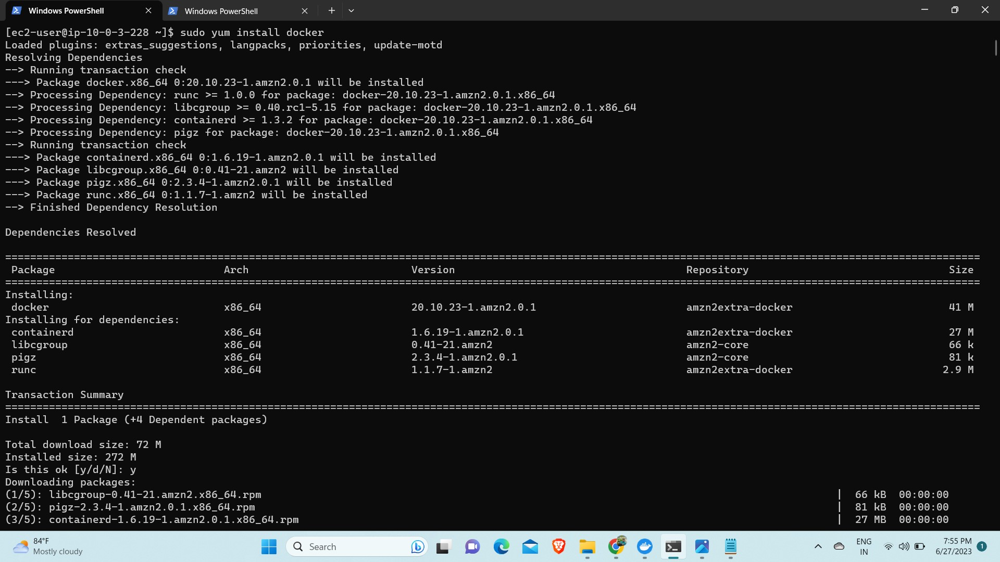 Windows PowerShell
Windows PowerShell
[ec2-user@ip-10-0-3-228 ~]$ sudo yum install docker
Loaded plugins: extras_suggestions, langpacks, priorities, update-motd
Resolving Dependencies
--> Running transaction check
---> Package docker.x86_64 0:20.10.23-1.amzn2.0.1 will be installed
--> Processing Dependency: runc >= 1.0.0 for package: docker-20.10.23-1.amzn2.0.1.x86_64
--> Processing Dependency: libcgroup >= 0.40.rc1-5.15 for package: docker-20.10.23-1.amzn2.0.1.x86_64
--> Processing Dependency: containerd >= 1.3.2 for package: docker-20.10.23-1.amzn2.0.1.x86_64
--> Processing Dependency: pigz for package: docker-20.10.23-1.amzn2.0.1.x86_64
--> Running transaction check
---> Package containerd.x86_64 0:1.6.19-1.amzn2.0.1 will be installed
---> Package libcgroup.x86_64 0:0.41-21.amzn2 will be installed
---> Package pigz.x86_64 0:2.3.4-1.amzn2.0.1 will be installed
---> Package runc.x86_64 0:1.1.7-1.amzn2 will be installed
--> Finished Dependency Resolution
Dependencies Resolved
Package Arch Version Repository Size
Installing:
docker x86_64 20.10.23-1.amzn2.0.1 amzn2extra-docker 41 M
Installing for dependencies:
containerd x86_64 1.6.19-1.amzn2.0.1 amzn2extra-docker 27 M
libcgroup x86_64 0.41-21.amzn2 amzn2-core 66 k
pigz x86_64 2.3.4-1.amzn2.0.1 amzn2-core 81 k
runc x86_64 1.1.7-1.amzn2 amzn2extra-docker 2.9 M
Transaction Summary
Install 1 Package (+4 Dependent packages)
Total download size: 72 M
Installed size: 272 M
Is this ok [y/d/N]: y
Downloading packages:
(1/5): libcgroup-0.41-21.amzn2.x86_64.rpm | 66 kB 00:00:00
(2/5): pigz-2.3.4-1.amzn2.0.1.x86_64.rpm | 81 kB 00:00:00
(3/5): containerd-1.6.19-1.amzn2.0.1.x86_64.rpm | 27 MB 00:00:00
84°F
Mostly cloudy
Search
ENG
IN
7:55 PM
6/27/2023
1